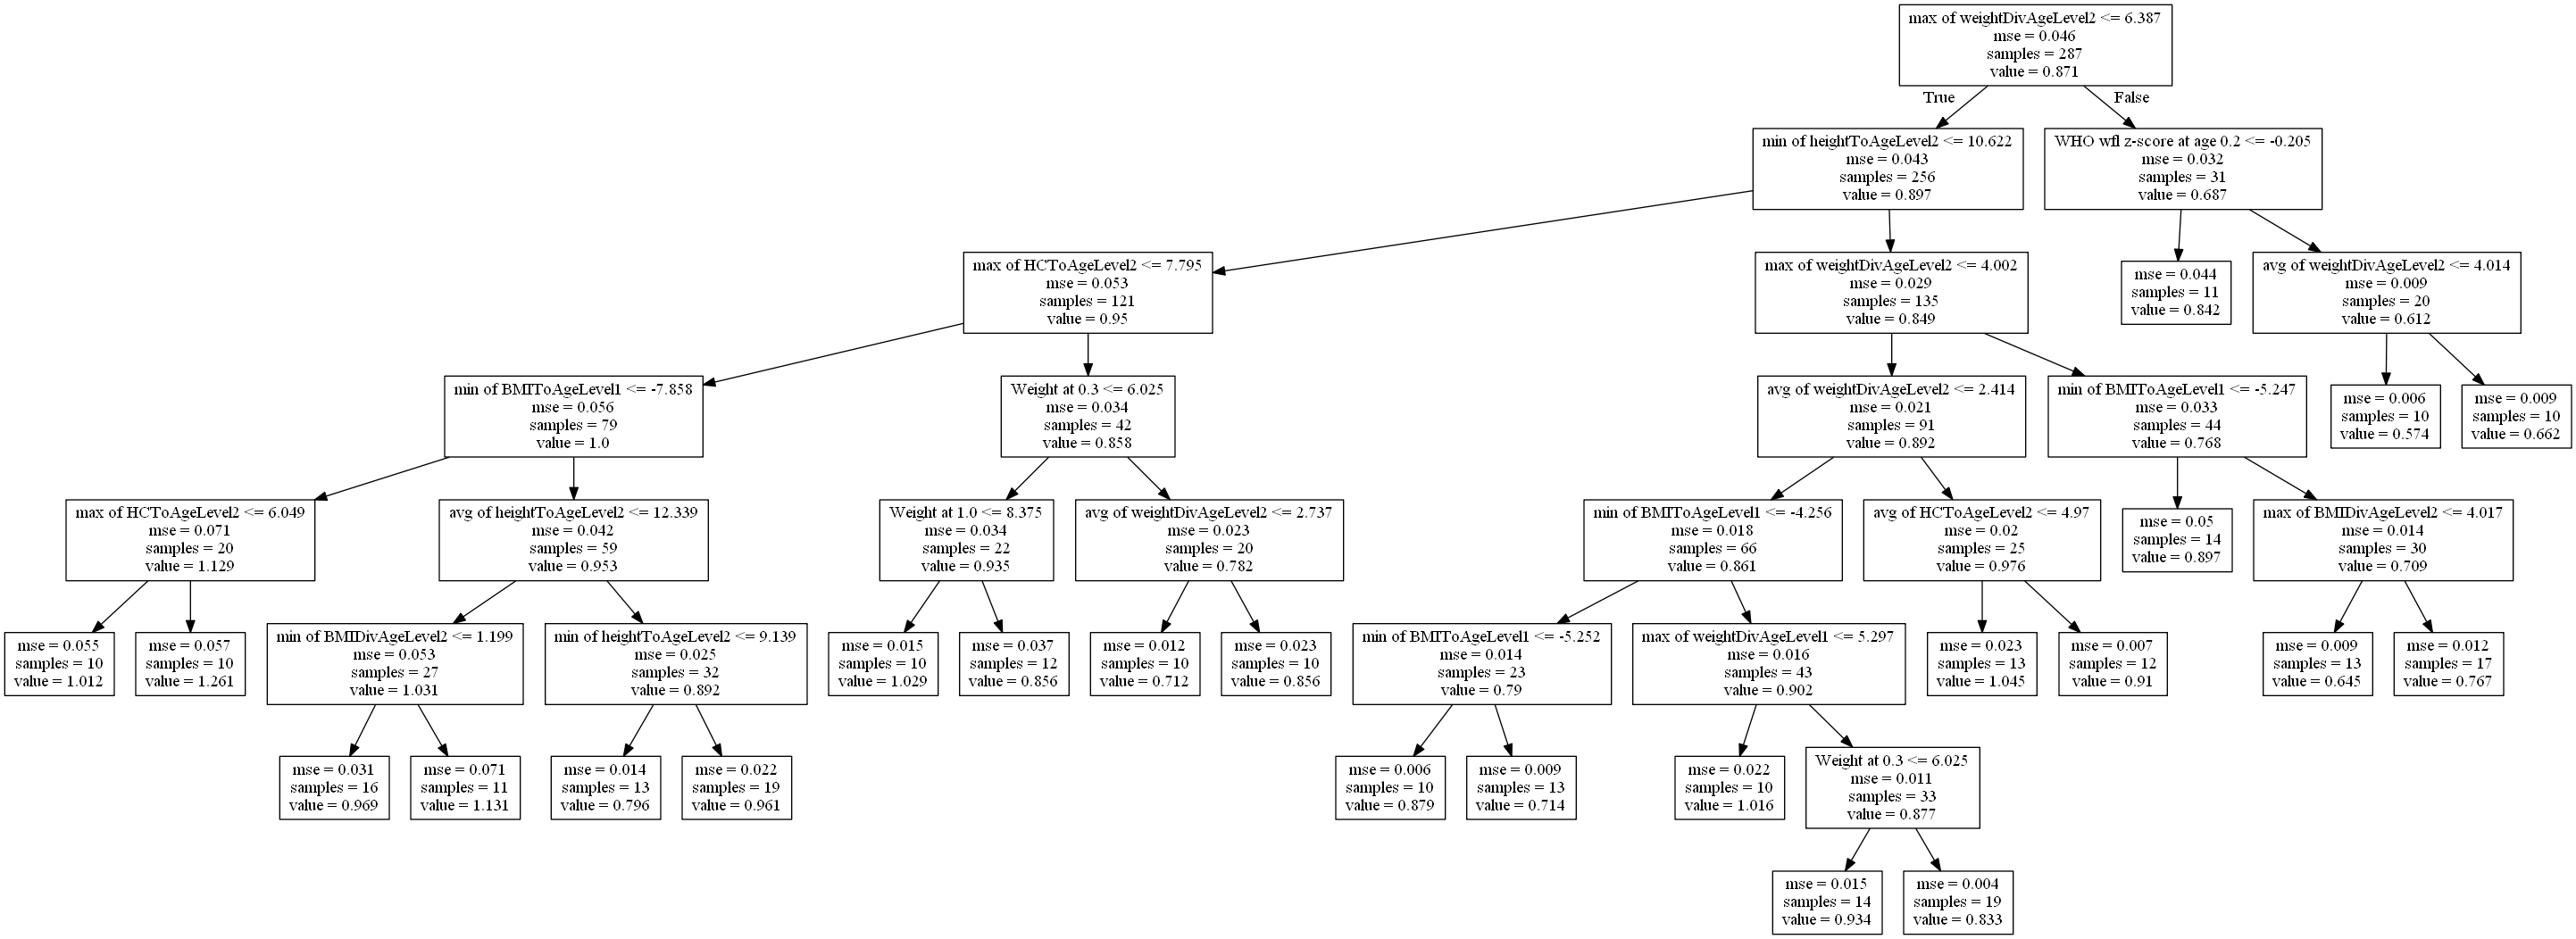 max of weightDivAgeLevel2 <= 6.387
mse = 0.046
samples = 287
value = 0.871
True
False
min of heightToAgeLevel2 <= 10.622
mse = 0.043
samples = 256
value = 0.897
WHO wfl z-score at age 0.2 <= -0.205
mse = 0.032
samples = 31
value = 0.687
max of HCToAgeLevel2 <= 7.795
mse = 0.053
samples = 121
value = 0.95
max of weightDivAgeLevel2 <= 4.002
mse = 0.029
samples = 135
value = 0.849
mse = 0.044
samples = 11
value = 0.842
avg of weightDivAgeLevel2 <= 4.014
mse = 0.009
samples = 20
value = 0.612
min of BMIToAgeLevel1 <= -7.858
mse = 0.056
samples = 79
value = 1.0
Weight at 0.3 <= 6.025
mse = 0.034
samples = 42
value = 0.858
avg of weightDivAgeLevel2 <= 2.414
mse = 0.021
samples = 91
value = 0.892
min of BMIToAgeLevel1 <= -5.247
mse = 0.033
samples = 44
value = 0.768
mse = 0.006
samples = 10
value = 0.574
mse = 0.009
samples = 10
value = 0.662
max of HCToAgeLevel2 <= 6.049
mse = 0.071
samples = 20
value = 1.129
avg of heightToAgeLevel2 <= 12.339
mse = 0.042
samples = 59
value = 0.953
Weight at 1.0 <= 8.375
mse = 0.034
samples = 22
value = 0.935
avg of weightDivAgeLevel2 <= 2.737
mse = 0.023
samples = 20
value = 0.782
min of BMIToAgeLevel1 <= -4.256
mse = 0.018
samples = 66
value = 0.861
avg of HCToAgeLevel2 <= 4.97
mse = 0.02
samples = 25
value = 0.976
mse = 0.05
samples = 14
value = 0.897
max of BMIDivAgeLevel2 <= 4.017
mse = 0.014
samples = 30
value = 0.709
mse = 0.055
samples = 10
value = 1.012
mse = 0.057
samples = 10
value = 1.261
min of BMIDivAgeLevel2 <= 1.199
mse = 0.053
samples = 27
value = 1.031
min of heightToAgeLevel2 <= 9.139
mse = 0.025
samples = 32
value = 0.892
mse = 0.015
samples = 10
value = 1.029
mse = 0.037
samples = 12
value = 0.856
mse = 0.012
samples = 10
value = 0.712
mse = 0.023
samples = 10
value = 0.856
min of BMIToAgeLevel1 <= -5.252
mse = 0.014
samples = 23
value = 0.79
max of weightDivAgeLevel1 <= 5.297
mse = 0.016
samples = 43
value = 0.902
mse = 0.023
samples = 13
value = 1.045
mse = 0.007
samples = 12
value = 0.91
mse = 0.009
samples = 13
value = 0.645
mse = 0.012
samples = 17
value = 0.767
mse = 0.031
samples = 16
value = 0.969
mse = 0.071
samples = 11
value = 1.131
mse = 0.014
samples = 13
value = 0.796
mse = 0.022
samples = 19
value = 0.961
mse = 0.006
samples = 10
value = 0.879
mse = 0.009
samples = 13
value = 0.714
mse = 0.022
samples = 10
value = 1.016
Weight at 0.3 <= 6.025
mse = 0.011
samples = 33
value = 0.877
mse = 0.015
samples = 14
value = 0.934
mse = 0.004
samples = 19
value = 0.833